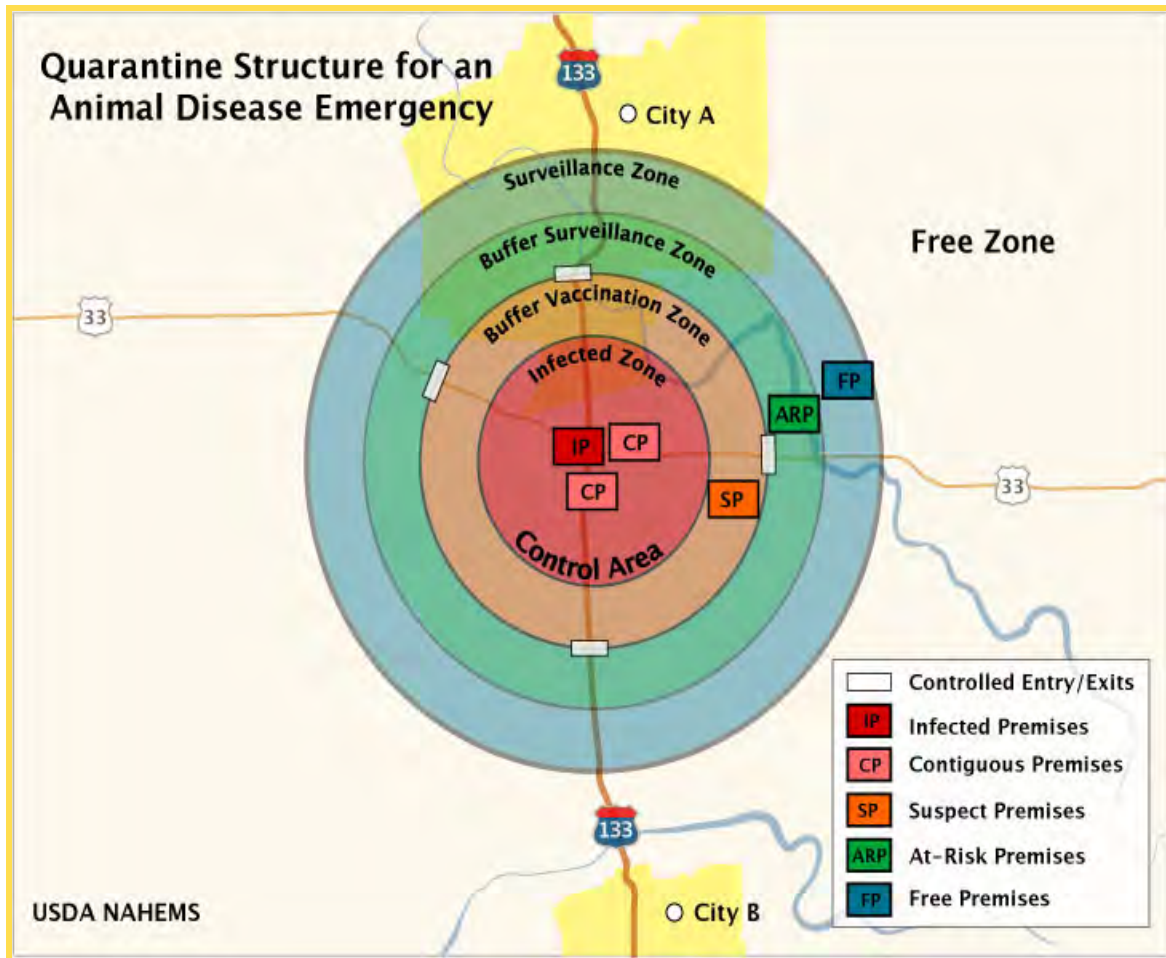 Quarantine Structure for an
Animal Disease Emergency
133
City A
Surveillance Zone
Buffer Surveillance Zone
Free Zone
Buffer Vaccination Zone
33
Infected Zone
FP
ARP
IP
CP
33
CP
SP
Control Area
Controlled Entry/Exits
IP Infected Premises
CP Contiguous Premises
SP Suspect Premises
133
ARP At-Risk Premises
FP Free Premises
USDA NAHEMS
City B